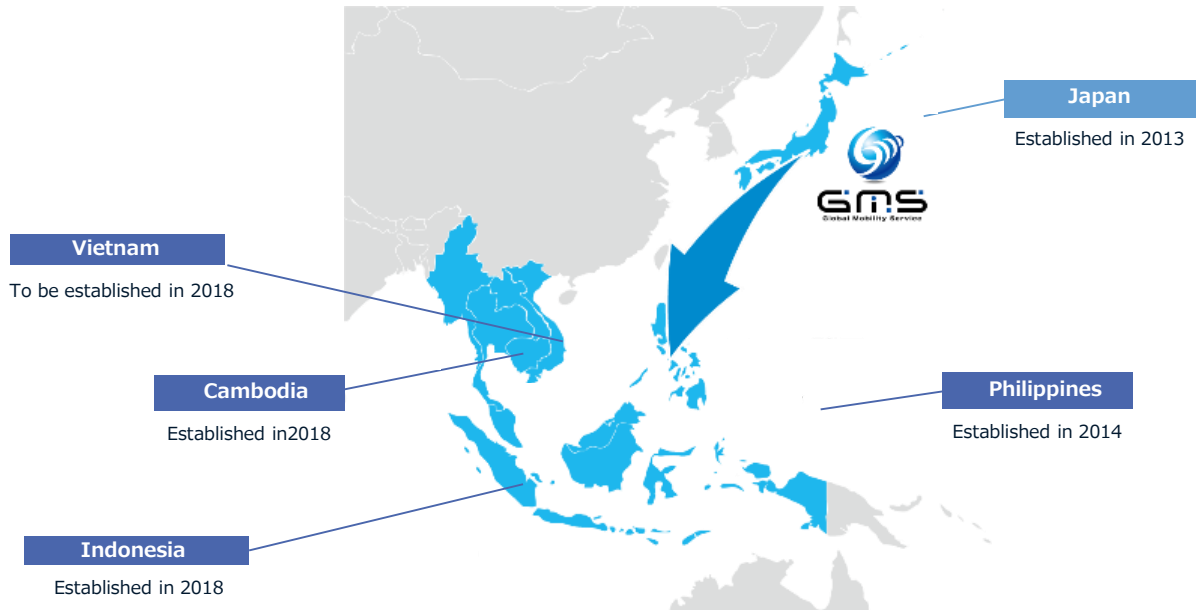 Japan
Established in 2013
GMS
Global Mobility Service
Vietnam
To be established in 2018
Cambodia
Established in2018
Philippines
Established in 2014
Indonesia
Established in 2018